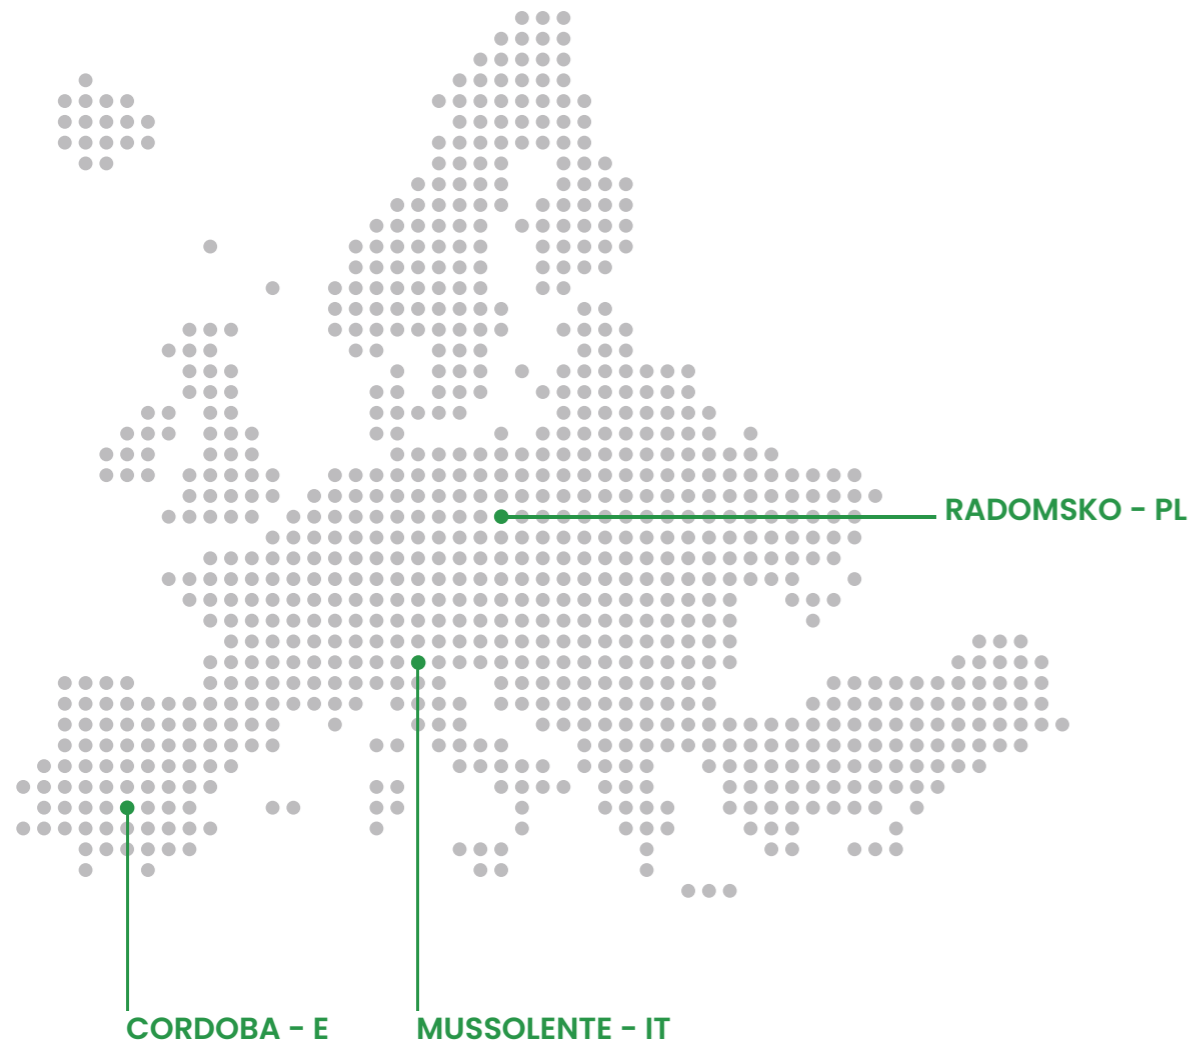 RADOMSKO – PL
CORDOBA – E
MUSSOLENTE – IT